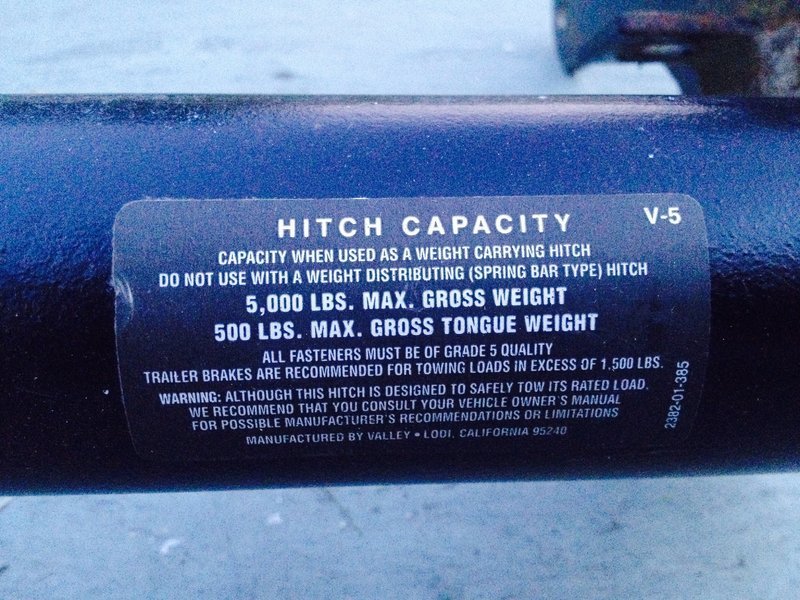 HITCH CAPACITY V-5
CAPACITY WHEN USED AS A WEIGHT CARRYING HITCH
DO NOT USE WITH A WEIGHT DISTRIBUTING (SPRING BAR TYPE) HITCH
5,000 LBS. MAX. GROSS WEIGHT
500 LBS. MAX. GROSS TONGUE WEIGHT
ALL FASTENERS MUST BE OF GRADE 5 QUALITY
TRAILER BRAKES ARE RECOMMENDED FOR TOWING LOADS IN EXCESS OF 1,500 LBS.
WARNING: ALTHOUGH THIS HITCH IS DESIGNED TO SAFELY TOW ITS RATED LOAD.
WE RECOMMEND THAT YOU CONSULT YOUR VEHICLE OWNER'S MANUAL
FOR POSSIBLE MANUFACTURER'S RECOMMENDATIONS OR LIMITATIONS
MANUFACTURED BY VALLEY • LODI, CALIFORNIA 95240
2382-01-385